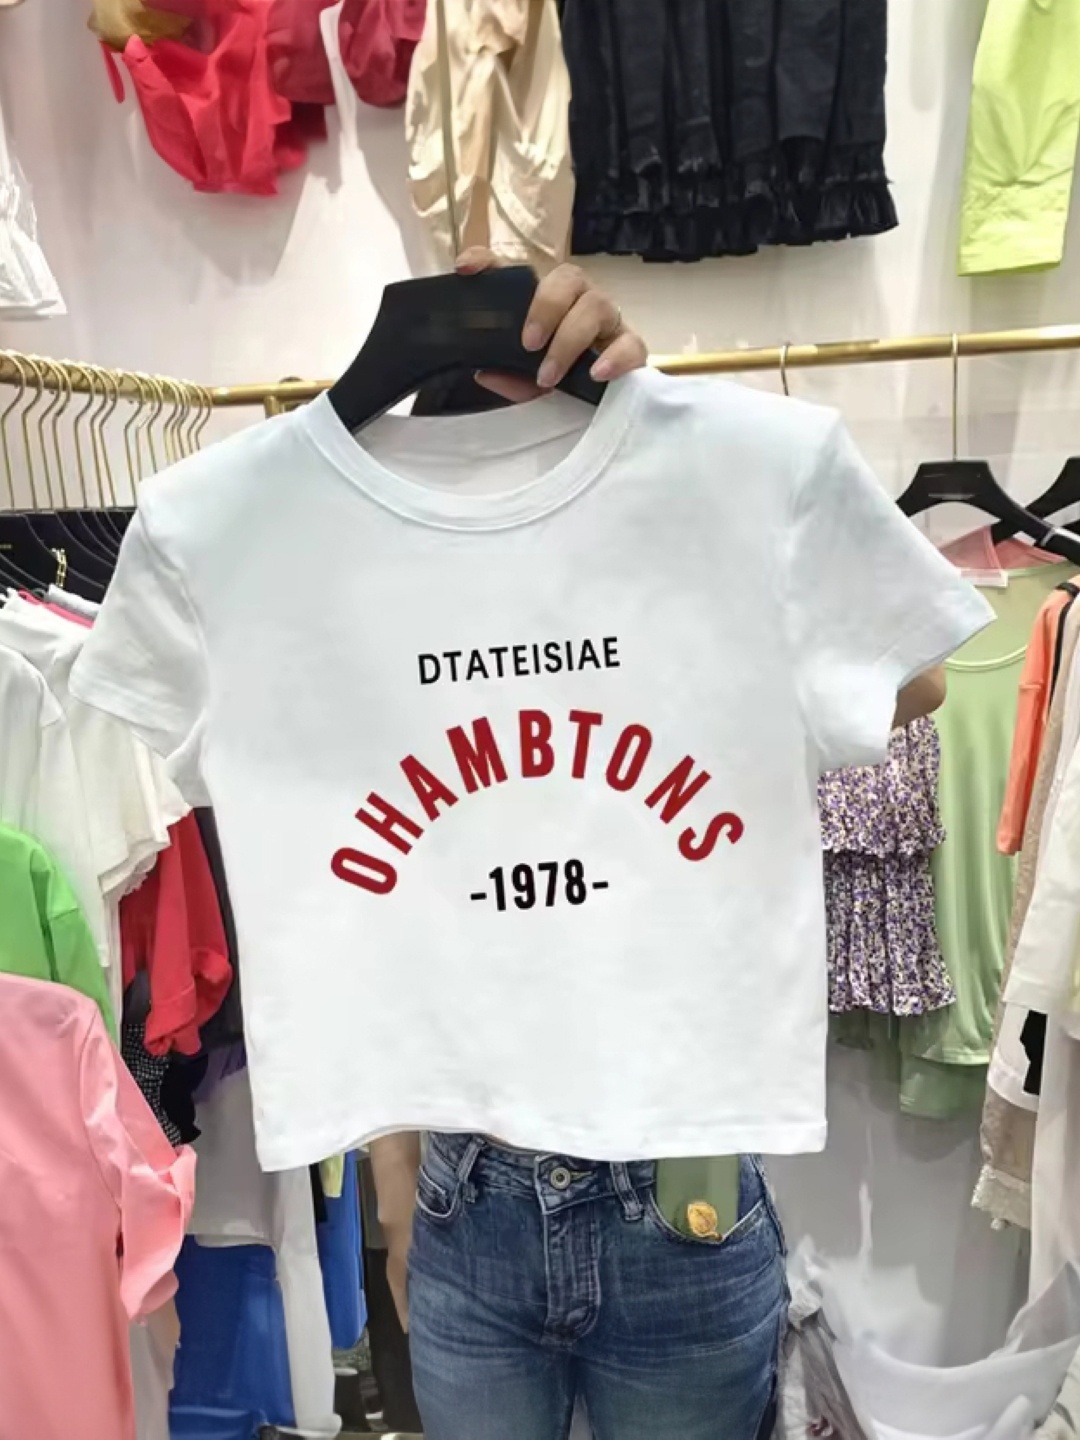 DTATEISIAE
OHAMBTONS
-1978-